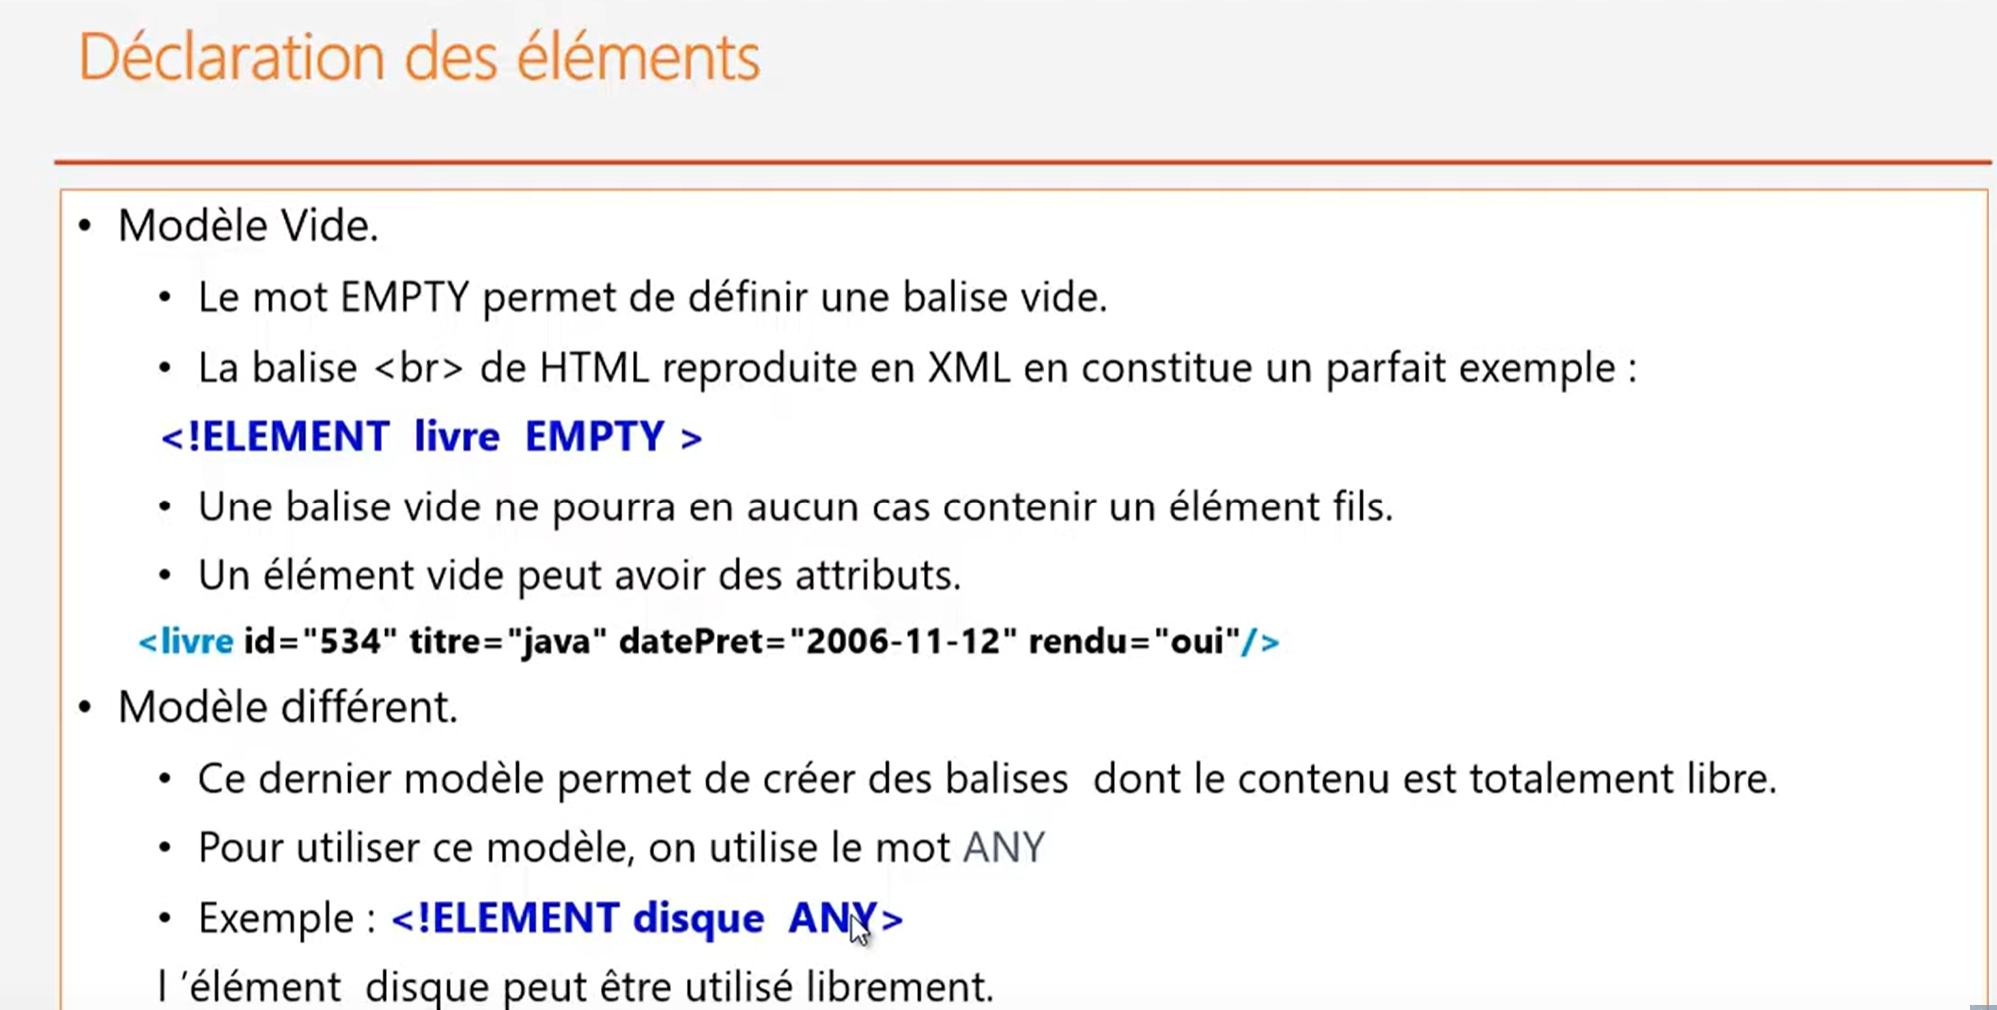 Déclaration des éléments
• Modèle Vide.
• Le mot EMPTY permet de définir une balise vide.
• La balise <br> de HTML reproduite en XML en constitue un parfait exemple :
<!ELEMENT livre EMPTY >
• Une balise vide ne pourra en aucun cas contenir un élément fils.
• Un élément vide peut avoir des attributs.
<livre id="534" titre="java" datePret="2006-11-12" rendu="oui"/>
• Modèle différent.
• Ce dernier modèle permet de créer des balises dont le contenu est totalement libre.
• Pour utiliser ce modèle, on utilise le mot ANY
• Exemple : <!ELEMENT disque ANY>
l ’élément disque peut être utilisé librement.